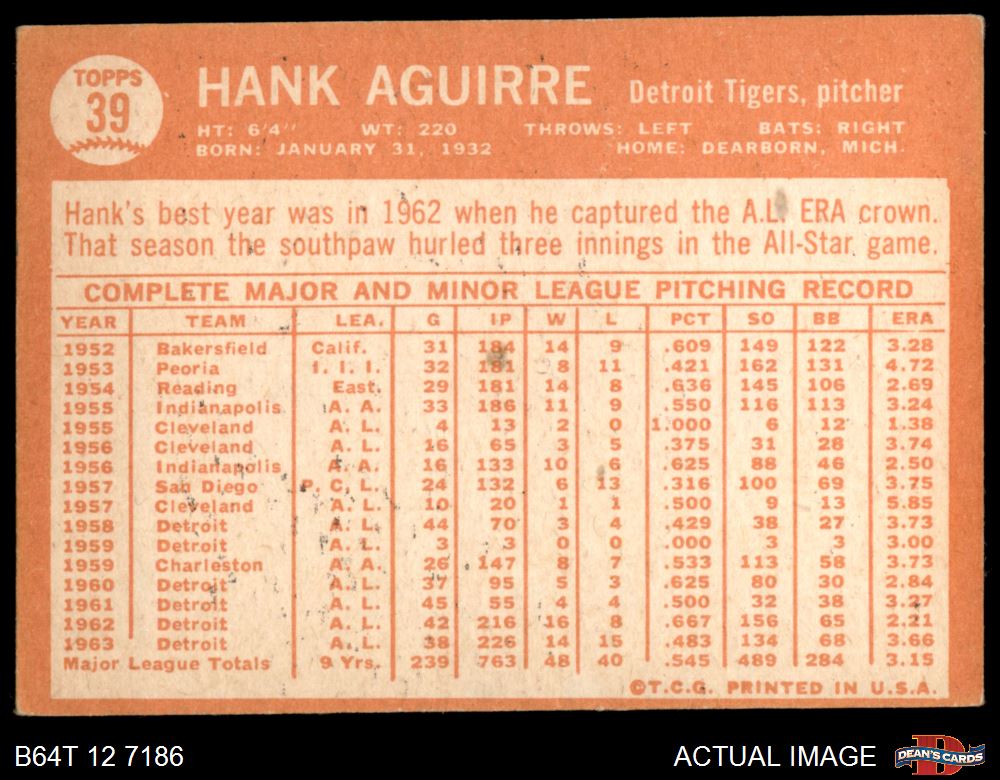 TOPPS
39
HANK AGUIRRE Detroit Tigers, pitcher
HT: 6'4" WT: 220 THROWS: LEFT BATS: RIGHT
BORN: JANUARY 31, 1932 HOME: DEARBORN, MICH.
Hank's best year was in 1962 when he captured the A.L. ERA crown.
That season the southpaw hurled three innings in the All-Star game.
COMPLETE MAJOR AND MINOR LEAGUE PITCHING RECORD
YEAR TEAM LEA. G IP W L PCT SO BB ERA
1952 Bakersfield Calif. 31 184 14 9 .609 149 122 3.28
1953 Peoria I. I. I. 32 181 8 11 .421 162 131 4.72
1954 Reading East. 29 181 14 8 .636 145 106 2.69
1955 Indianapolis A. A. 33 186 11 9 .550 116 113 3.24
1955 Cleveland A. L. 4 13 2 0 1.000 6 12 1.38
1956 Cleveland A. L. 16 65 3 5 .375 31 28 3.74
1956 Indianapolis A. A. 16 133 10 6 .625 88 46 2.50
1957 San Diego P. C. L. 24 132 6 13 .316 100 69 3.75
1957 Cleveland A. L. 10 20 1 1 .500 9 13 5.85
1958 Detroit A. L. 44 70 3 4 .429 38 27 3.73
1959 Detroit A. L. 3 3 0 0 .000 3 3 3.00
1959 Charleston A. A. 26 147 8 7 .533 113 58 3.73
1960 Detroit A. L. 37 95 5 3 .625 80 30 2.84
1961 Detroit A. L. 45 55 4 4 .500 32 38 3.27
1962 Detroit A. L. 42 216 16 8 .667 156 65 2.21
1963 Detroit A. L. 38 226 14 15 .483 134 68 3.66
Major League Totals 9 Yrs. 239 763 48 40 .545 489 284 3.15
©T.C.G. PRINTED IN U.S.A.
B64T 12 7186 ACTUAL IMAGE DEAN'S CARDS